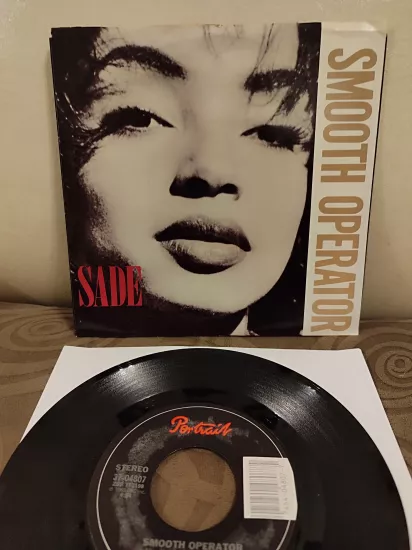 SMOOTH OPERATOR
SADE
Portrait
STEREO
37-04807
SMOOTH OPERATOR